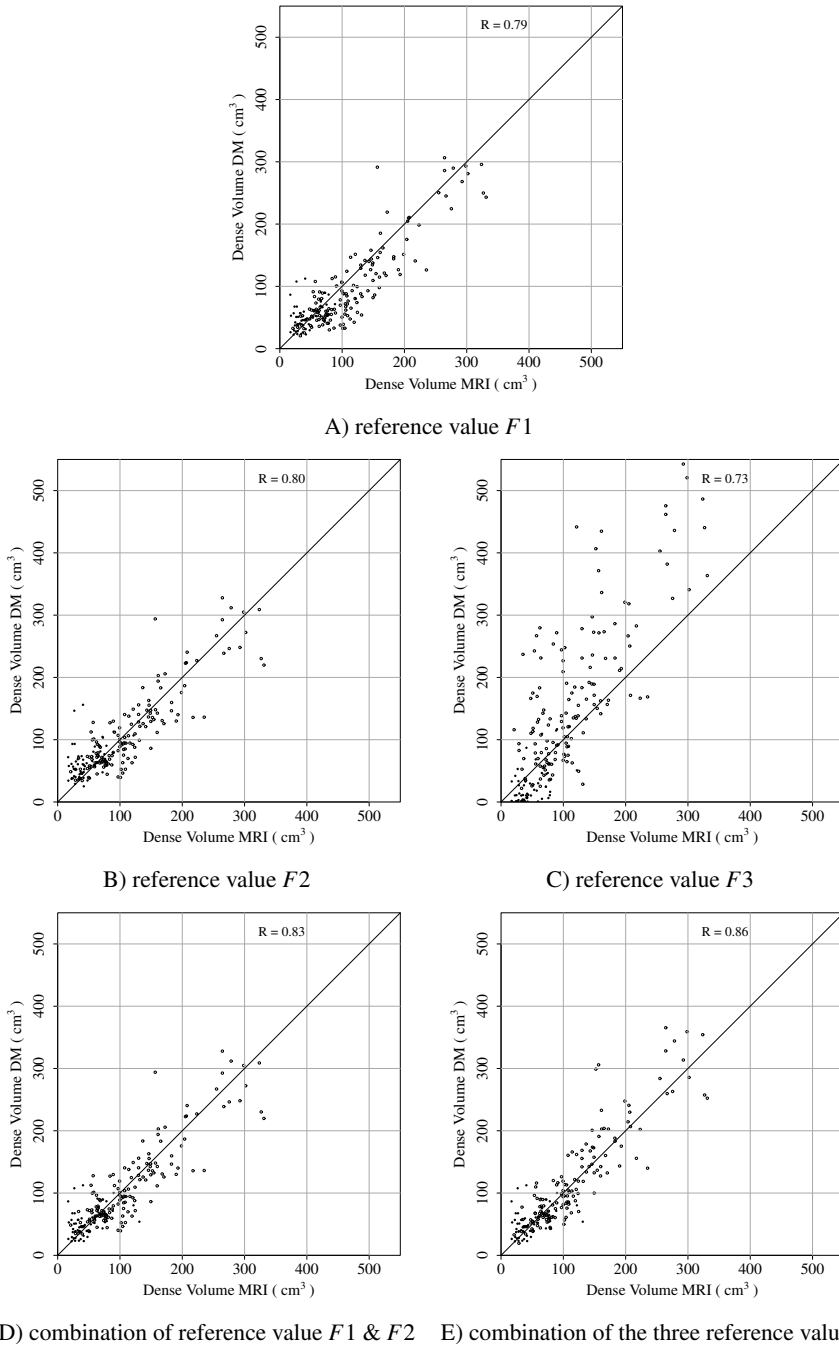 R = 0.79
Dense Volume DM ( cm³ )
500
400
300
200
100
0
0 100 200 300 400 500
Dense Volume MRI ( cm³ )
A) reference value F1
R = 0.80
Dense Volume DM ( cm³ )
500
400
300
200
100
0
0 100 200 300 400 500
Dense Volume MRI ( cm³ )
B) reference value F2
R = 0.73
Dense Volume DM ( cm³ )
500
400
300
200
100
0
0 100 200 300 400 500
Dense Volume MRI ( cm³ )
C) reference value F3
R = 0.83
Dense Volume DM ( cm³ )
500
400
300
200
100
0
0 100 200 300 400 500
Dense Volume MRI ( cm³ )
D) combination of reference value F1 & F2
R = 0.86
Dense Volume DM ( cm³ )
500
400
300
200
100
0
0 100 200 300 400 500
Dense Volume MRI ( cm³ )
E) combination of the three reference value